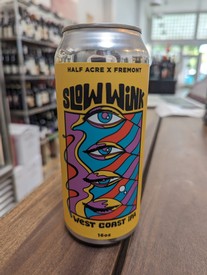 HALF ACRE X FREMONT
SLOW WINK
WEST COAST IPA
16oz